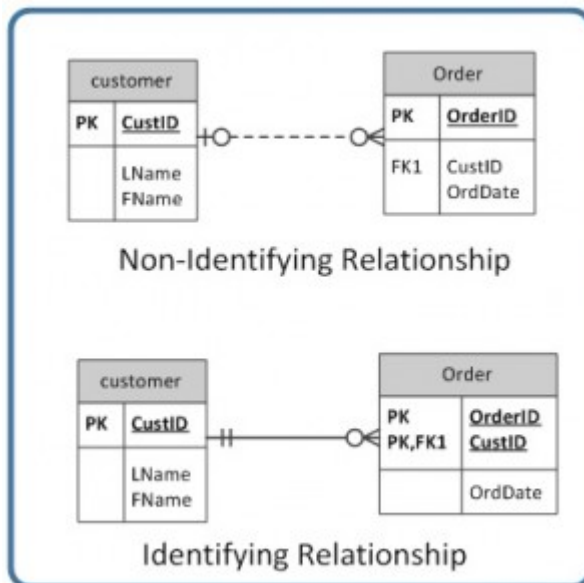 customer
PK CustID
LName
FName
Order
PK OrderID
FK1 CustID
OrdDate
Non-Identifying Relationship
customer
PK CustID
LName
FName
Order
PK OrderID
PK,FK1 CustID
OrdDate
Identifying Relationship